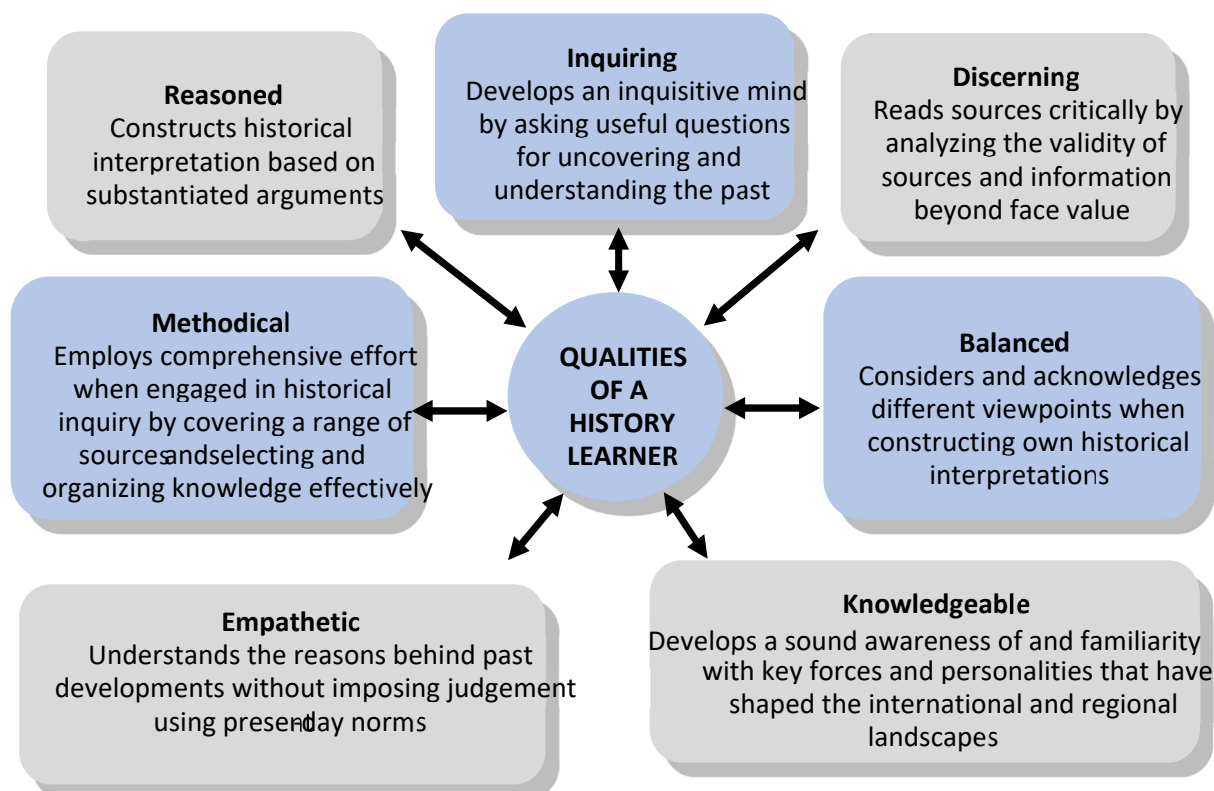 Reasoned
Constructs historical
interpretation based on
substantiated arguments
Inquiring
Develops an inquisitive mind
by asking useful questions
for uncovering and
understanding the past
Discerning
Reads sources critically by
analyzing the validity of
sources and information
beyond face value
Methodical
Employs comprehensive effort
when engaged in historical
inquiry by covering a range of
sources and selecting and
organizing knowledge effectively
QUALITIES
OF A
HISTORY
LEARNER
Balanced
Considers and acknowledges
different viewpoints when
constructing own historical
interpretations
Empathetic
Understands the reasons behind past
developments without imposing judgement
using present-day norms
Knowledgeable
Develops a sound awareness of and familiarity
with key forces and personalities that have
shaped the international and regional
landscapes